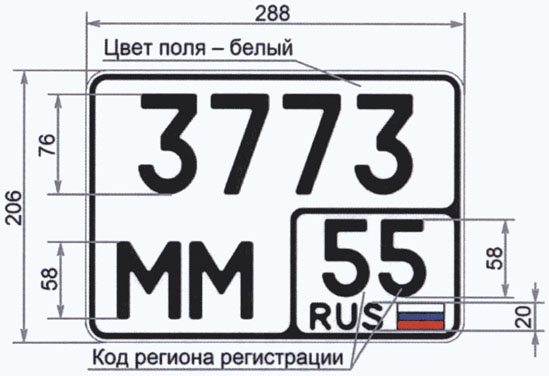 288
Цвет поля – белый
3773
76
206
ММ
55
58
58
RUS
20
Код региона регистрации